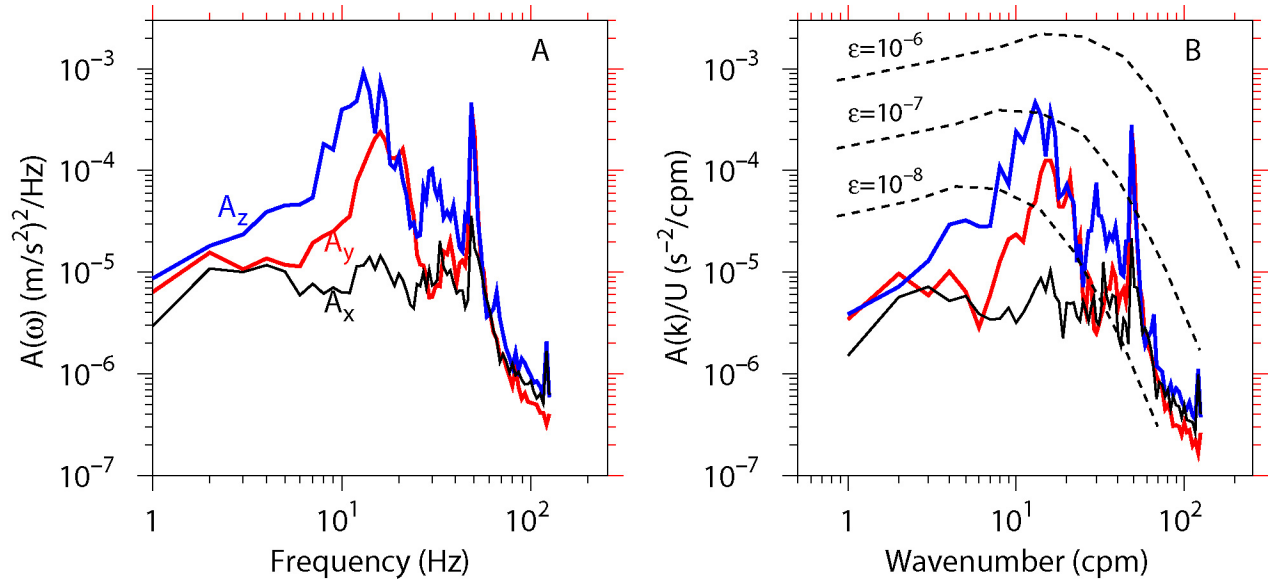 A
A(ω) (m/s²)²/Hz)
10⁻³
10⁻⁴
10⁻⁵
10⁻⁶
10⁻⁷
A_z
A_y
A_x
1
10¹
10²
Frequency (Hz)
B
A(k)/U (s⁻²/cpm)
10⁻³
10⁻⁴
10⁻⁵
10⁻⁶
10⁻⁷
ε=10⁻⁶
ε=10⁻⁷
ε=10⁻⁸
1
10¹
10²
Wavenumber (cpm)